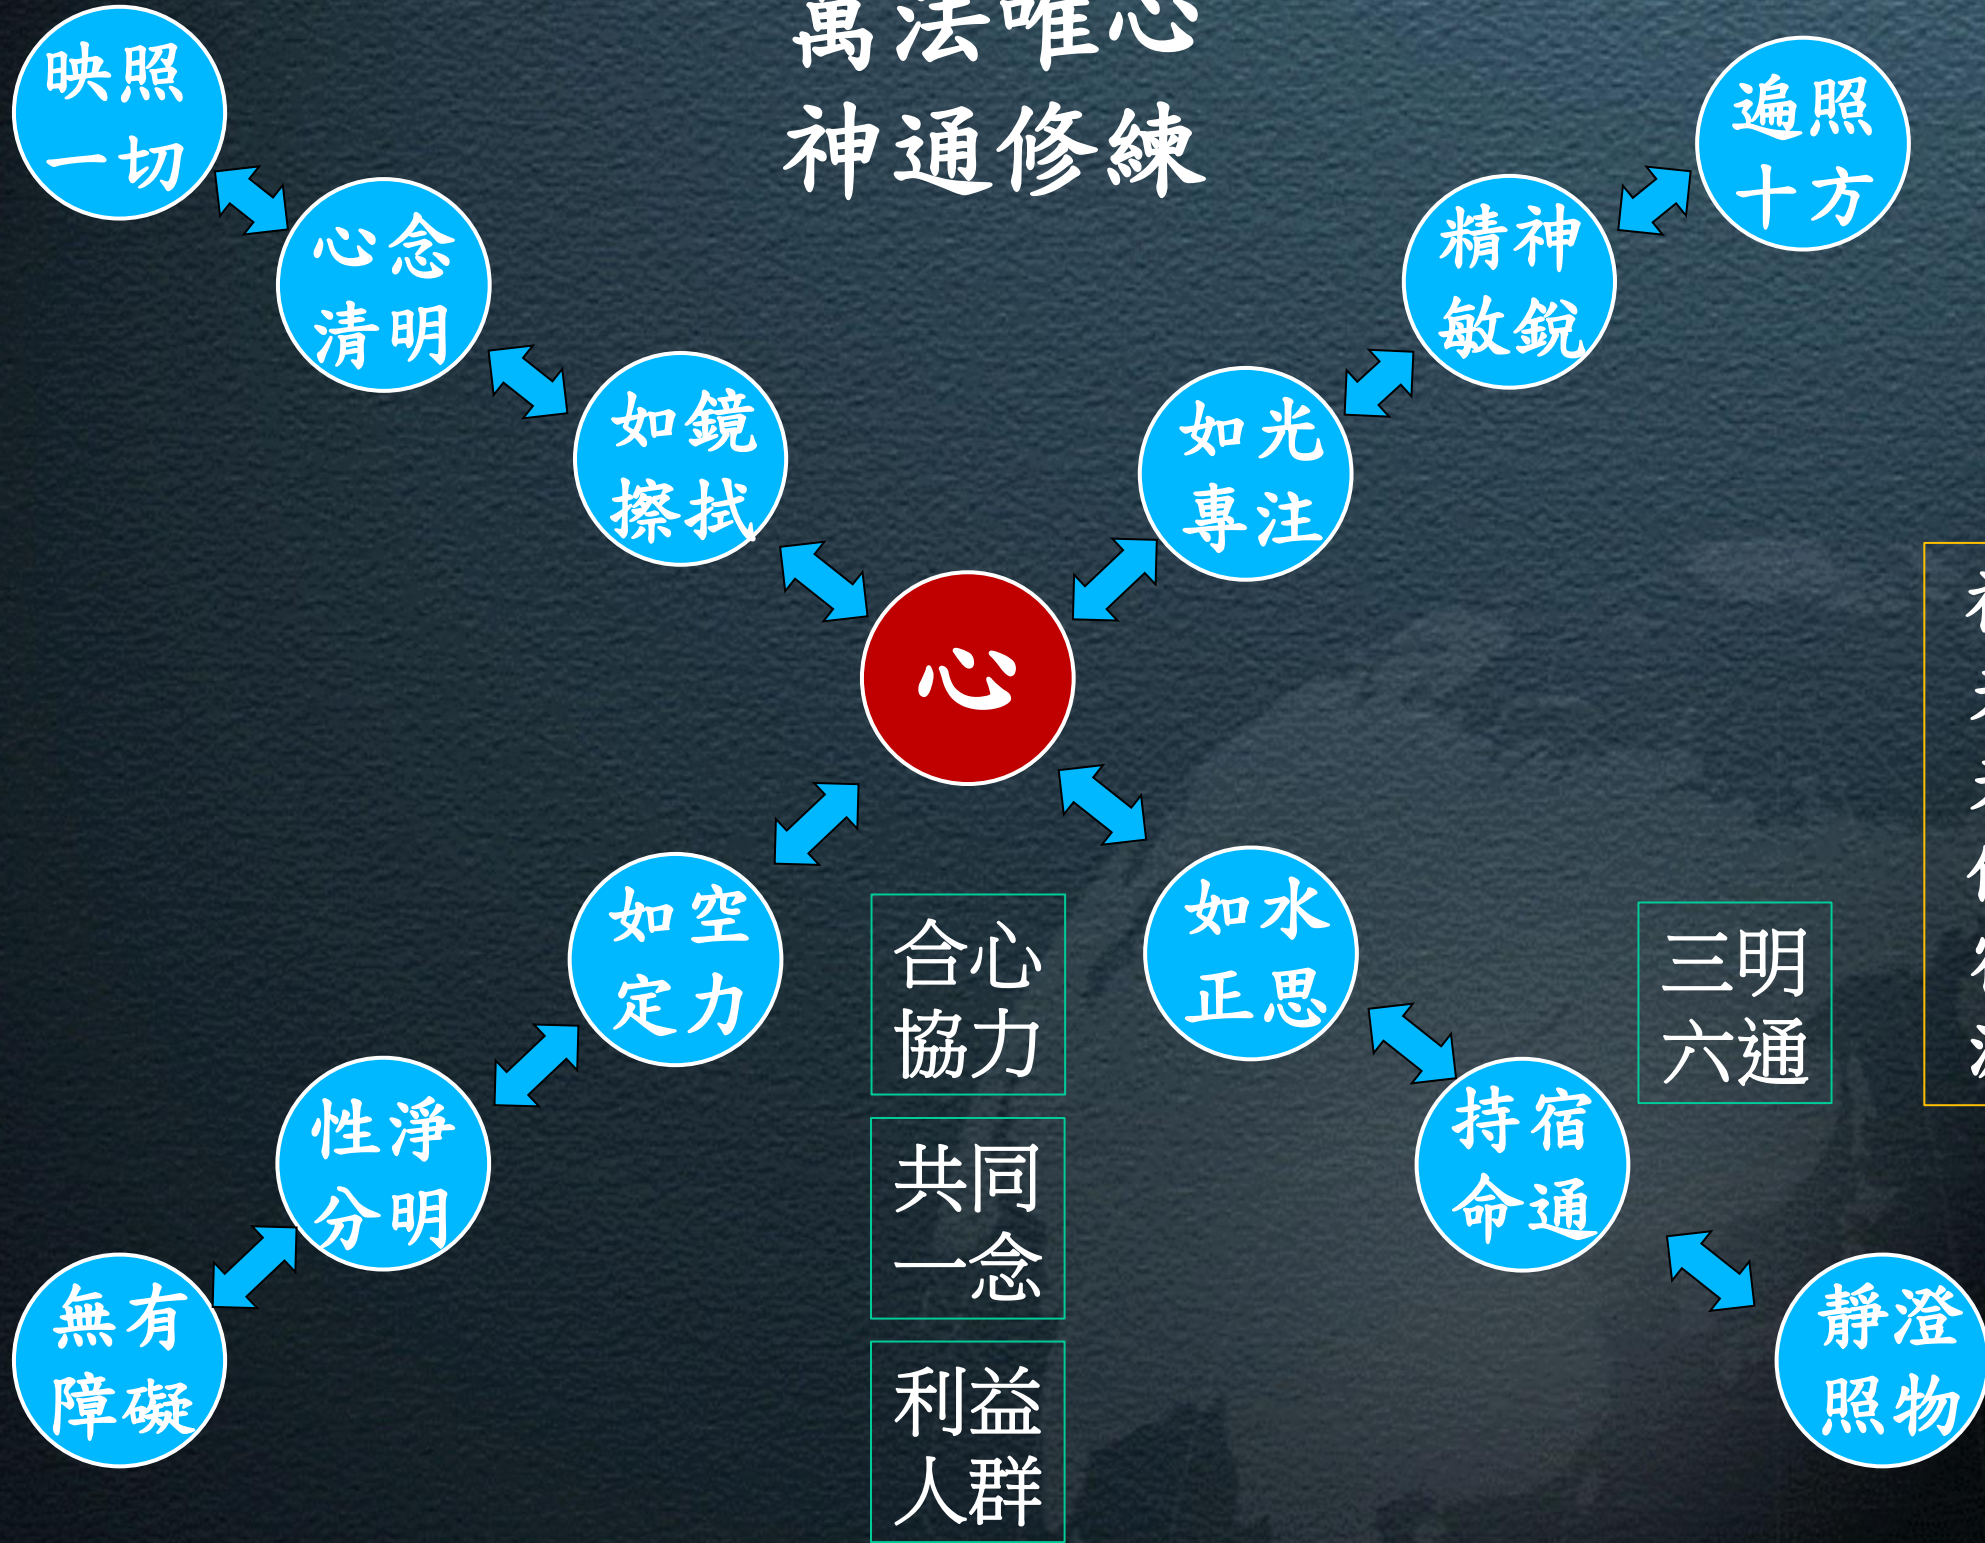 萬法唯心
神通修練
映照
一切
心念
清明
如鏡
擦拭
遍照
十方
精神
敏銳
如光
專注
心
如空
定力
性淨
分明
無有
障礙
如水
正思
持宿
命通
靜澄
照物
合心
協力
共同
一念
利益
人群
三明
六通